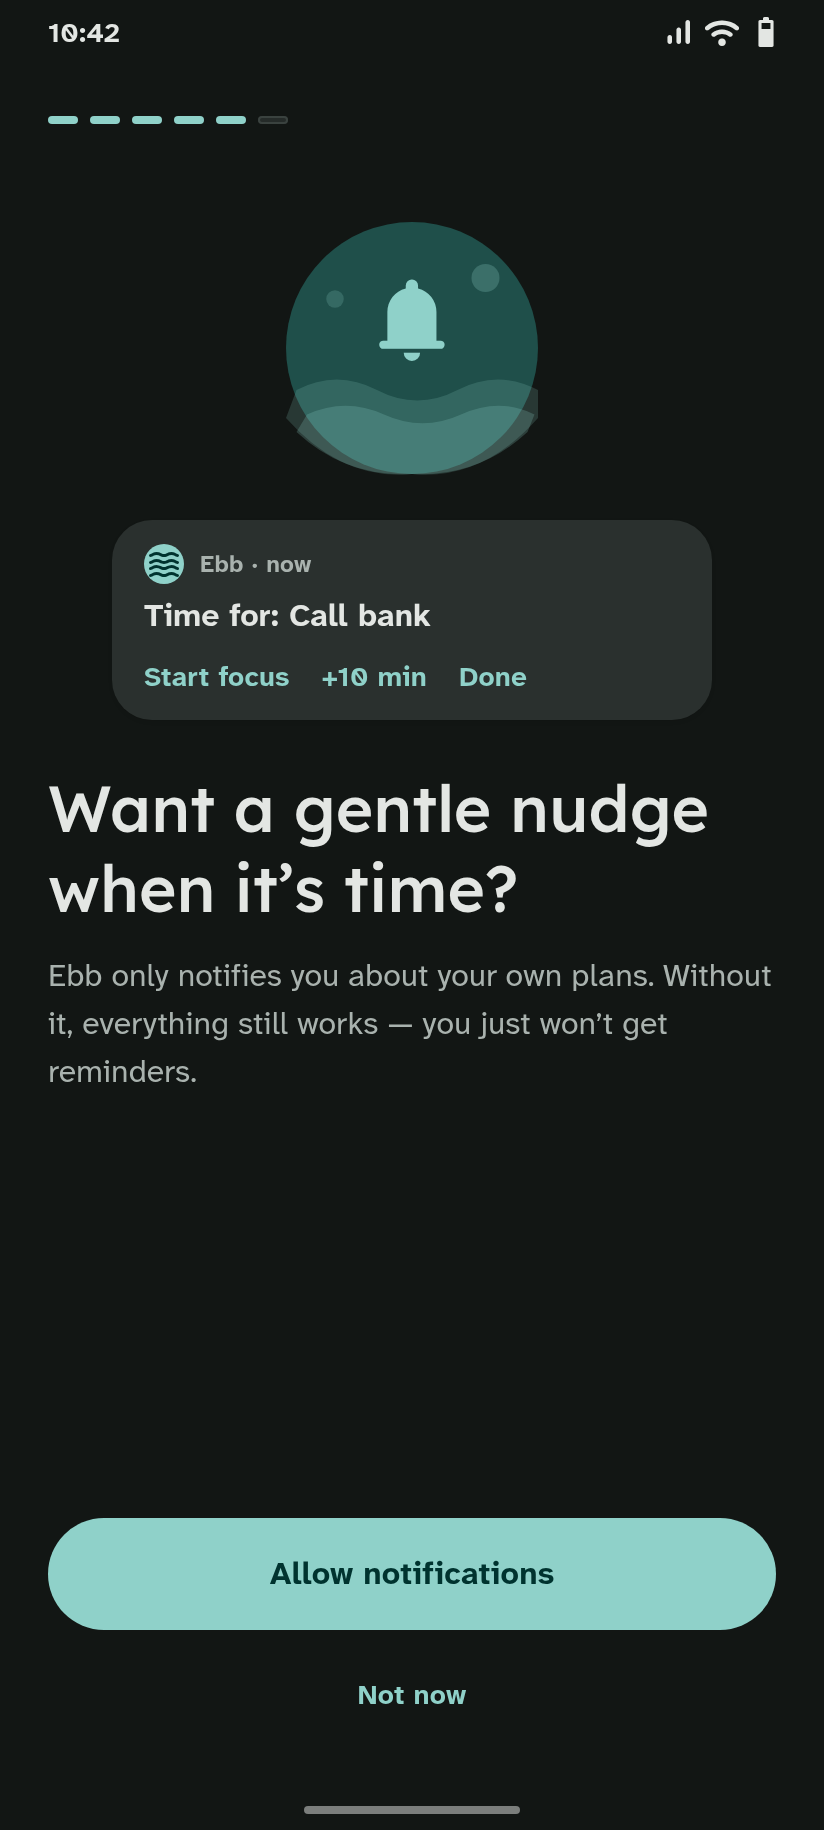 10:42
Ebb · now
Time for: Call bank
Start focus +10 min Done
Want a gentle nudge
when it’s time?
Ebb only notifies you about your own plans. Without
it, everything still works — you just won’t get
reminders.
Allow notifications
Not now